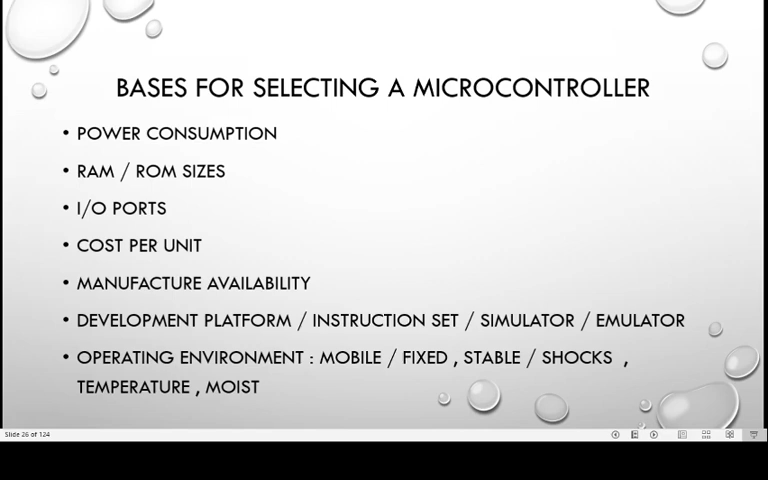 BASES FOR SELECTING A MICROCONTROLLER
• POWER CONSUMPTION
• RAM / ROM SIZES
• I/O PORTS
• COST PER UNIT
• MANUFACTURE AVAILABILITY
• DEVELOPMENT PLATFORM / INSTRUCTION SET / SIMULATOR / EMULATOR
• OPERATING ENVIRONMENT : MOBILE / FIXED , STABLE / SHOCKS ,
TEMPERATURE , MOIST
Slide 26 of 124